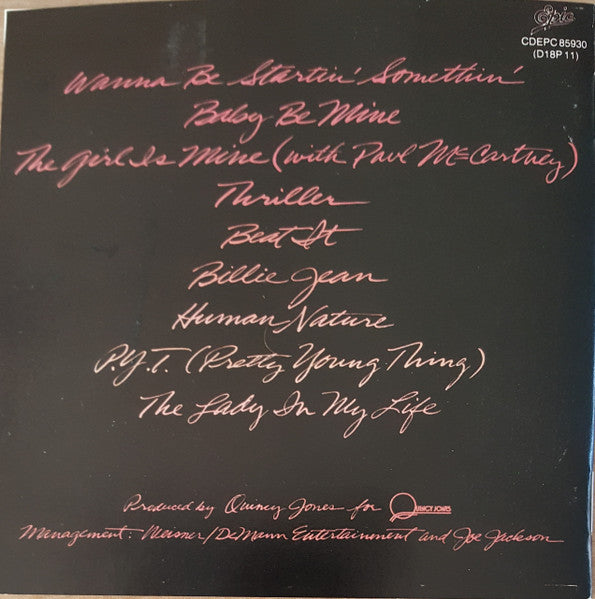 Epic
CDEPC 85930
(D18P 11)
Wanna Be Startin' Somethin'
Baby Be Mine
The Girl Is Mine (with Paul McCartney)
Thriller
Beat It
Billie Jean
Human Nature
P.Y.T. (Pretty Young Thing)
The Lady In My Life
Produced by Quincy Jones for QUINCY JONES
Management: Weisner/DeMann Entertainment and Joe Jackson